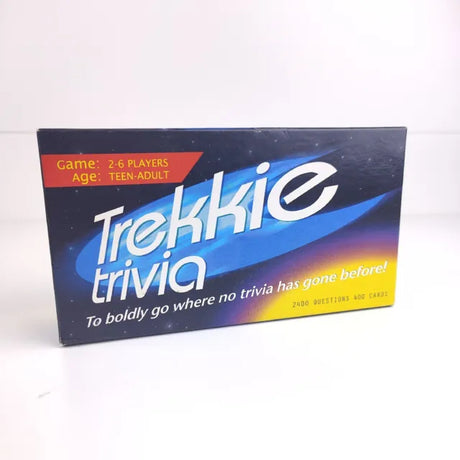 Game: 2-6 PLAYERS
Age: TEEN-ADULT
Trekkie
trivia
To boldly go where no trivia has gone before!
2400 QUESTIONS 400 CARDS